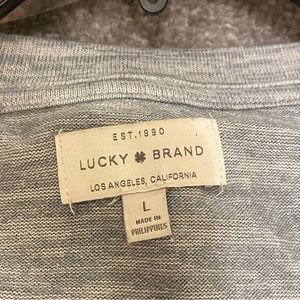 EST.1990
LUCKY BRAND
LOS ANGELES, CALIFORNIA
L
MADE IN
PHILIPPINES